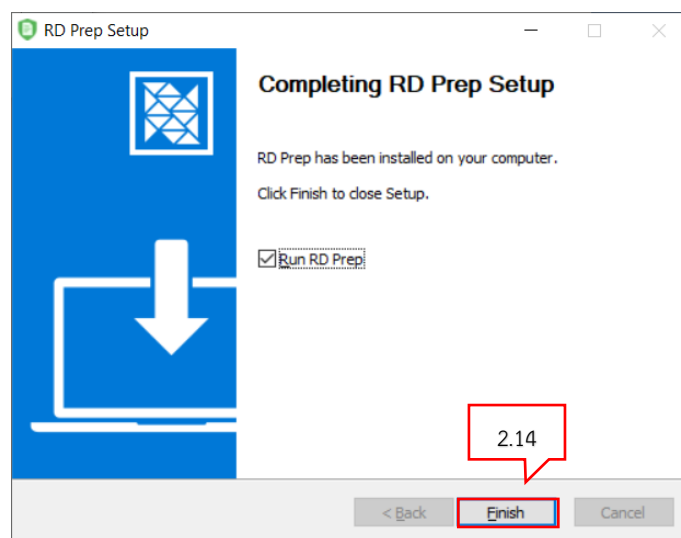 RD Prep Setup
Completing RD Prep Setup
RD Prep has been installed on your computer.
Click Finish to close Setup.
Run RD Prep
2.14
< Back
Finish
Cancel